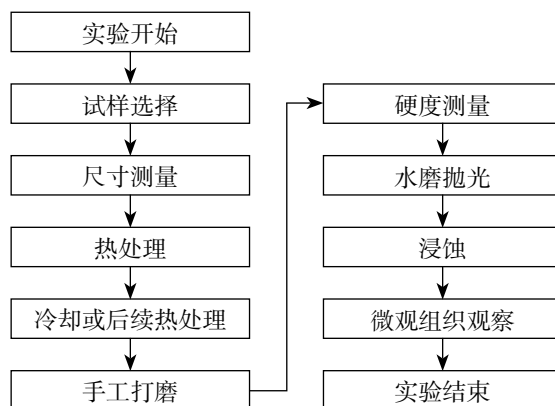 实验开始
试样选择
尺寸测量
热处理
冷却或后续热处理
手工打磨
硬度测量
水磨抛光
浸蚀
微观组织观察
实验结束